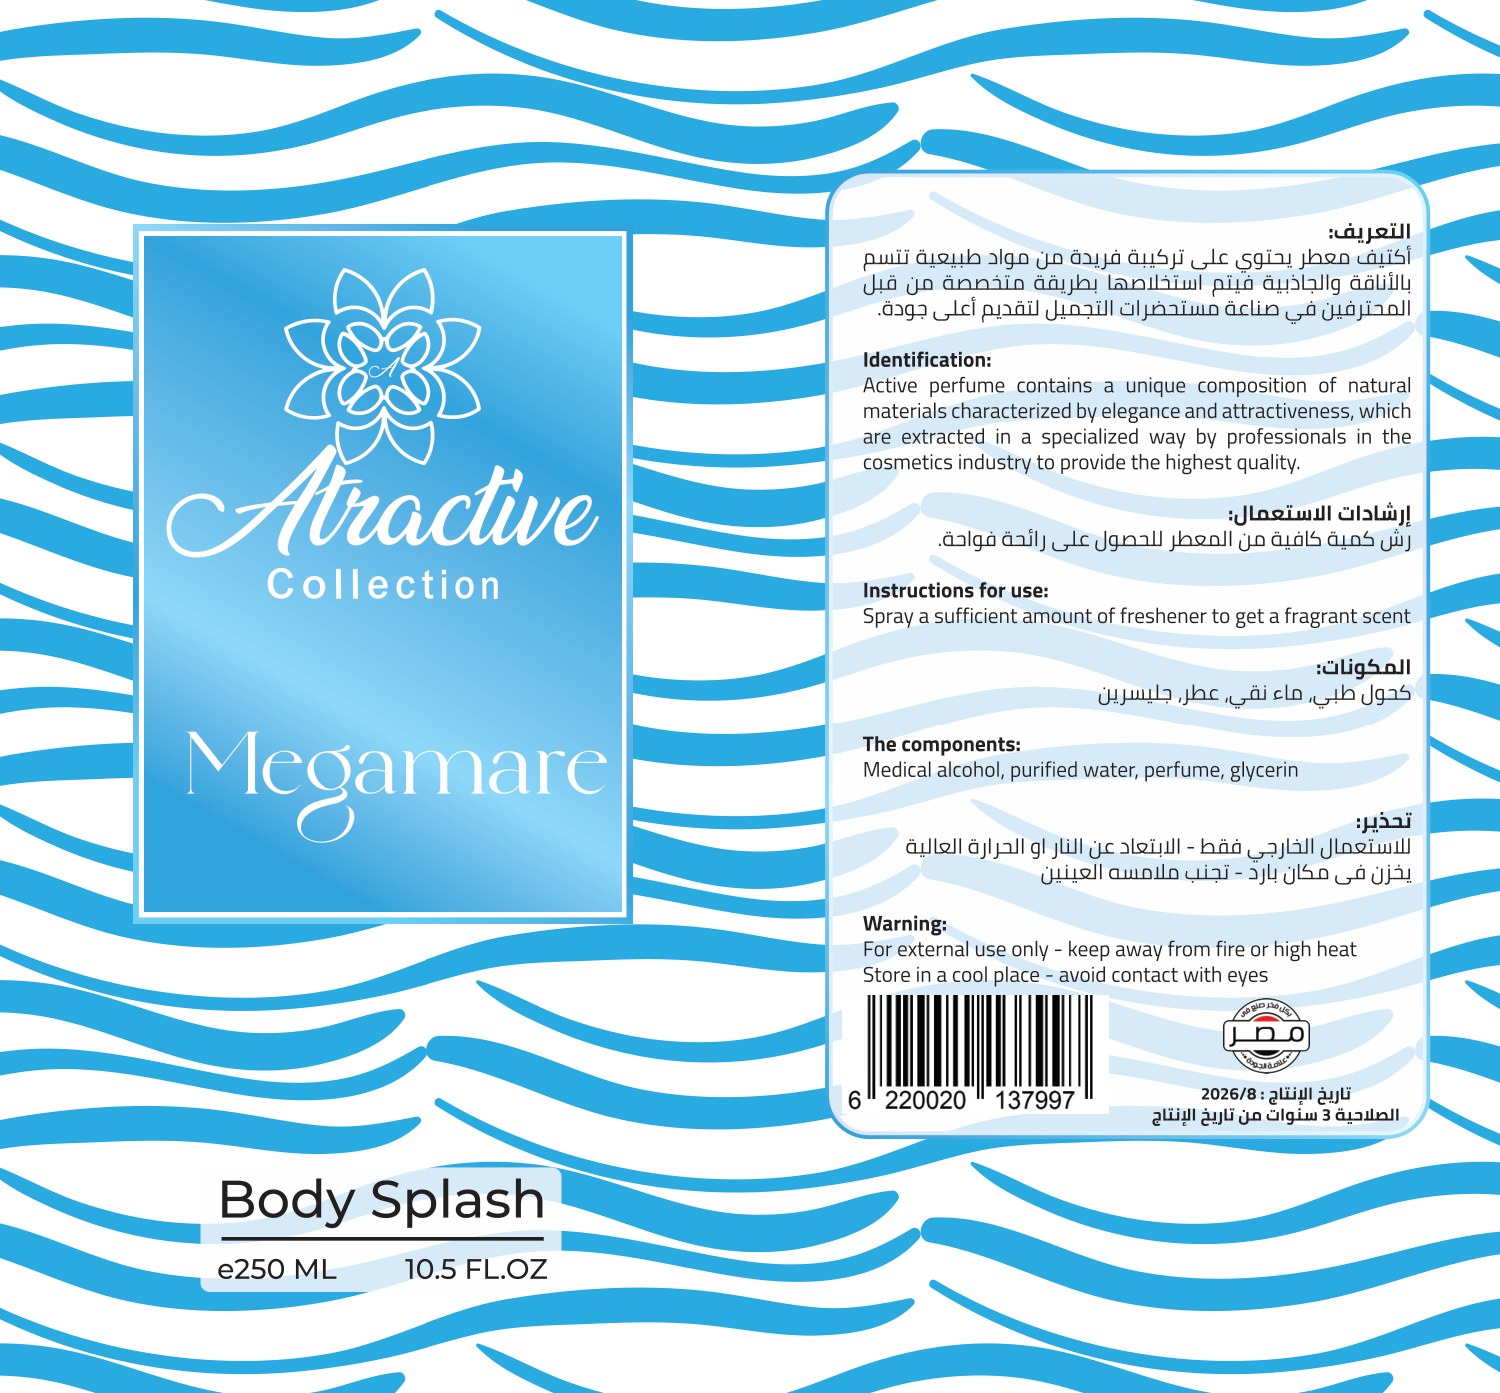 A
Atractive
Collection
Megamare
Body Splash
e250 ML 10.5 FL.OZ
التعريف:
أكتيف معطر يحتوي على تركيبة فريدة من مواد طبيعية تتسم
بالأناقة والجاذبية فيتم استخلاصها بطريقة متخصصة من قبل
المحترفين في صناعة مستحضرات التجميل لتقديم أعلى جودة.
Identification:
Active perfume contains a unique composition of natural
materials characterized by elegance and attractiveness, which
are extracted in a specialized way by professionals in the
cosmetics industry to provide the highest quality.
إرشادات الاستعمال:
رش كمية كافية من المعطر للحصول على رائحة فواحة.
Instructions for use:
Spray a sufficient amount of freshener to get a fragrant scent
المكونات:
كحول طبي، ماء نقي، عطر، جليسرين
The components:
Medical alcohol, purified water, perfume, glycerin
تحذير:
للاستعمال الخارجي فقط - الابتعاد عن النار او الحرارة العالية
يخزن فى مكان بارد - تجنب ملامسه العينين
Warning:
For external use only - keep away from fire or high heat
Store in a cool place - avoid contact with eyes
6 220020 137997
بكل فخر صنع في
مصر
علامة الجودة
تاريخ الإنتاج : 2026/8
الصلاحية 3 سنوات من تاريخ الإنتاج